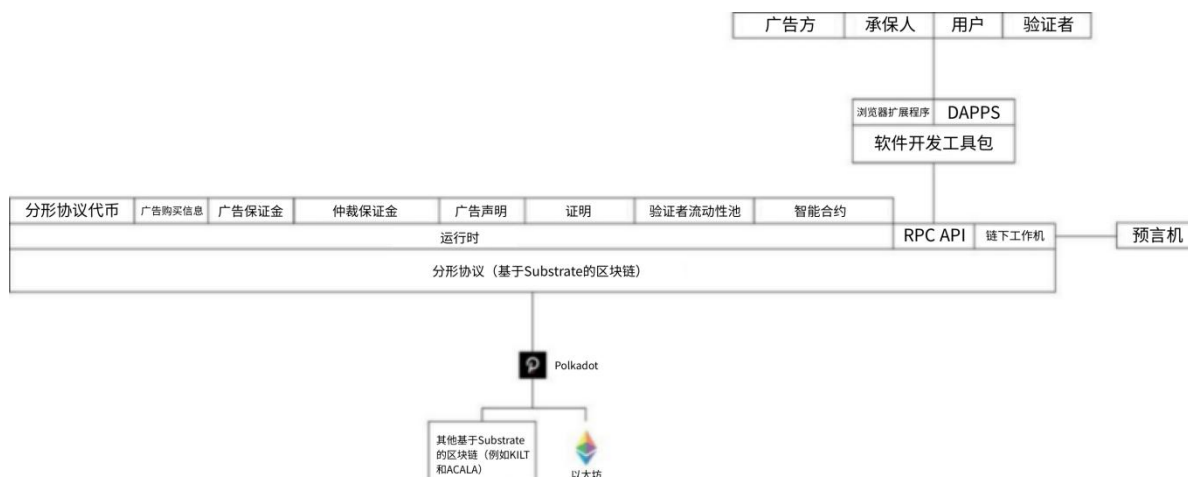 广告方 承保人 用户 验证者
浏览器扩展程序 DAPPS
软件开发工具包
分形协议代币 广告购买信息 广告保证金 仲裁保证金 广告声明 证明 验证者流动性池 智能合约
运行时 RPC API 链下工作机 预言机
分形协议（基于Substrate的区块链）
Polkadot
其他基于Substrate
的区块链（例如KILT
和ACALA）
以太坊